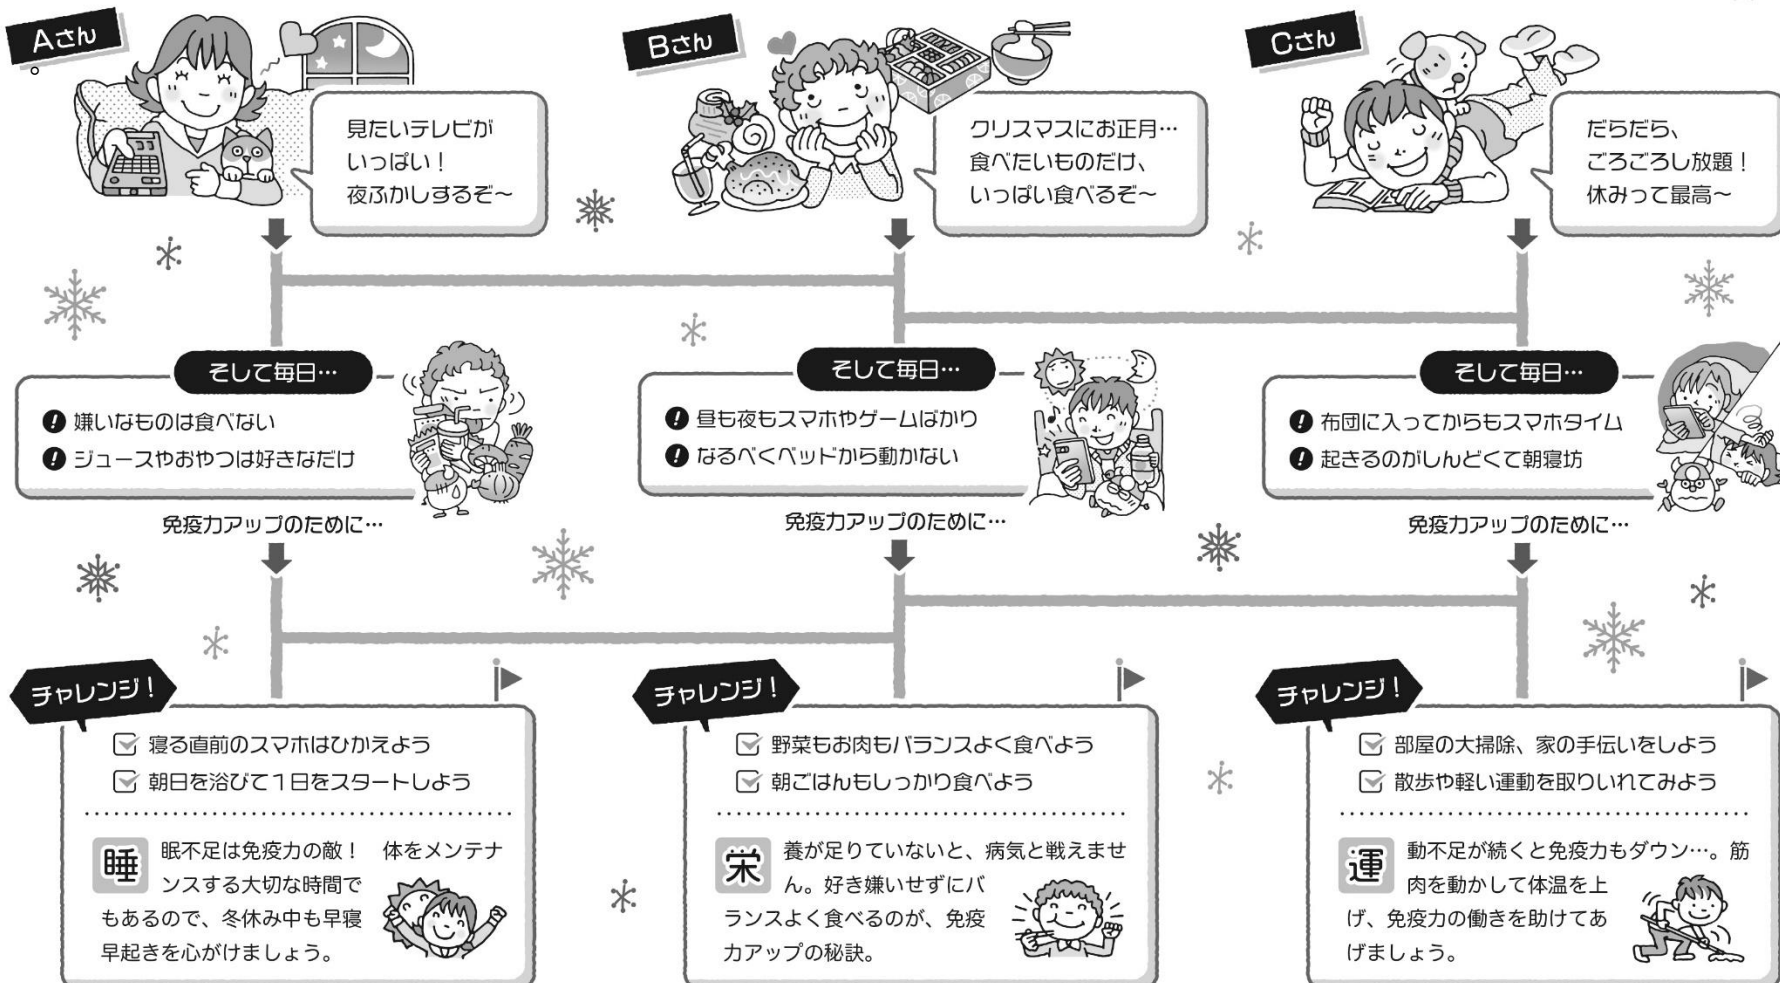 Aさん
見たいテレビが
いっぱい！
夜ふかしするぞ～
Bさん
クリスマスにお正月…
食べたいものだけ、
いっぱい食べるぞ～
Cさん
だらだら、
ごろごろし放題！
休みって最高～
そして毎日…
嫌いなものは食べない
ジュースやおやつは好きなだけ
免疫力アップのために…
そして毎日…
昼も夜もスマホやゲームばかり
なるべくベッドから動かない
免疫力アップのために…
そして毎日…
布団に入ってからもスマホタイム
起きるのがしんどくて朝寝坊
免疫力アップのために…
チャレンジ！
寝る直前のスマホはひかえよう
朝日を浴びて1日をスタートしよう
睡眠不足は免疫力の敵！ 体をメンテナ
ンスする大切な時間で
もあるので、冬休み中も早寝
早起きを心がけましょう。
チャレンジ！
野菜もお肉もバランスよく食べよう
朝ごはんもしっかり食べよう
栄養が足りていないと、病気と戦えませ
ん。好き嫌いせずにバ
ランスよく食べるのが、免疫
力アップの秘訣。
チャレンジ！
部屋の大掃除、家の手伝いをしよう
散歩や軽い運動を取りいれてみよう
運動不足が続くと免疫力もダウン…。筋
肉を動かして体温を上
げ、免疫力の働きを助けてあ
げましょう。